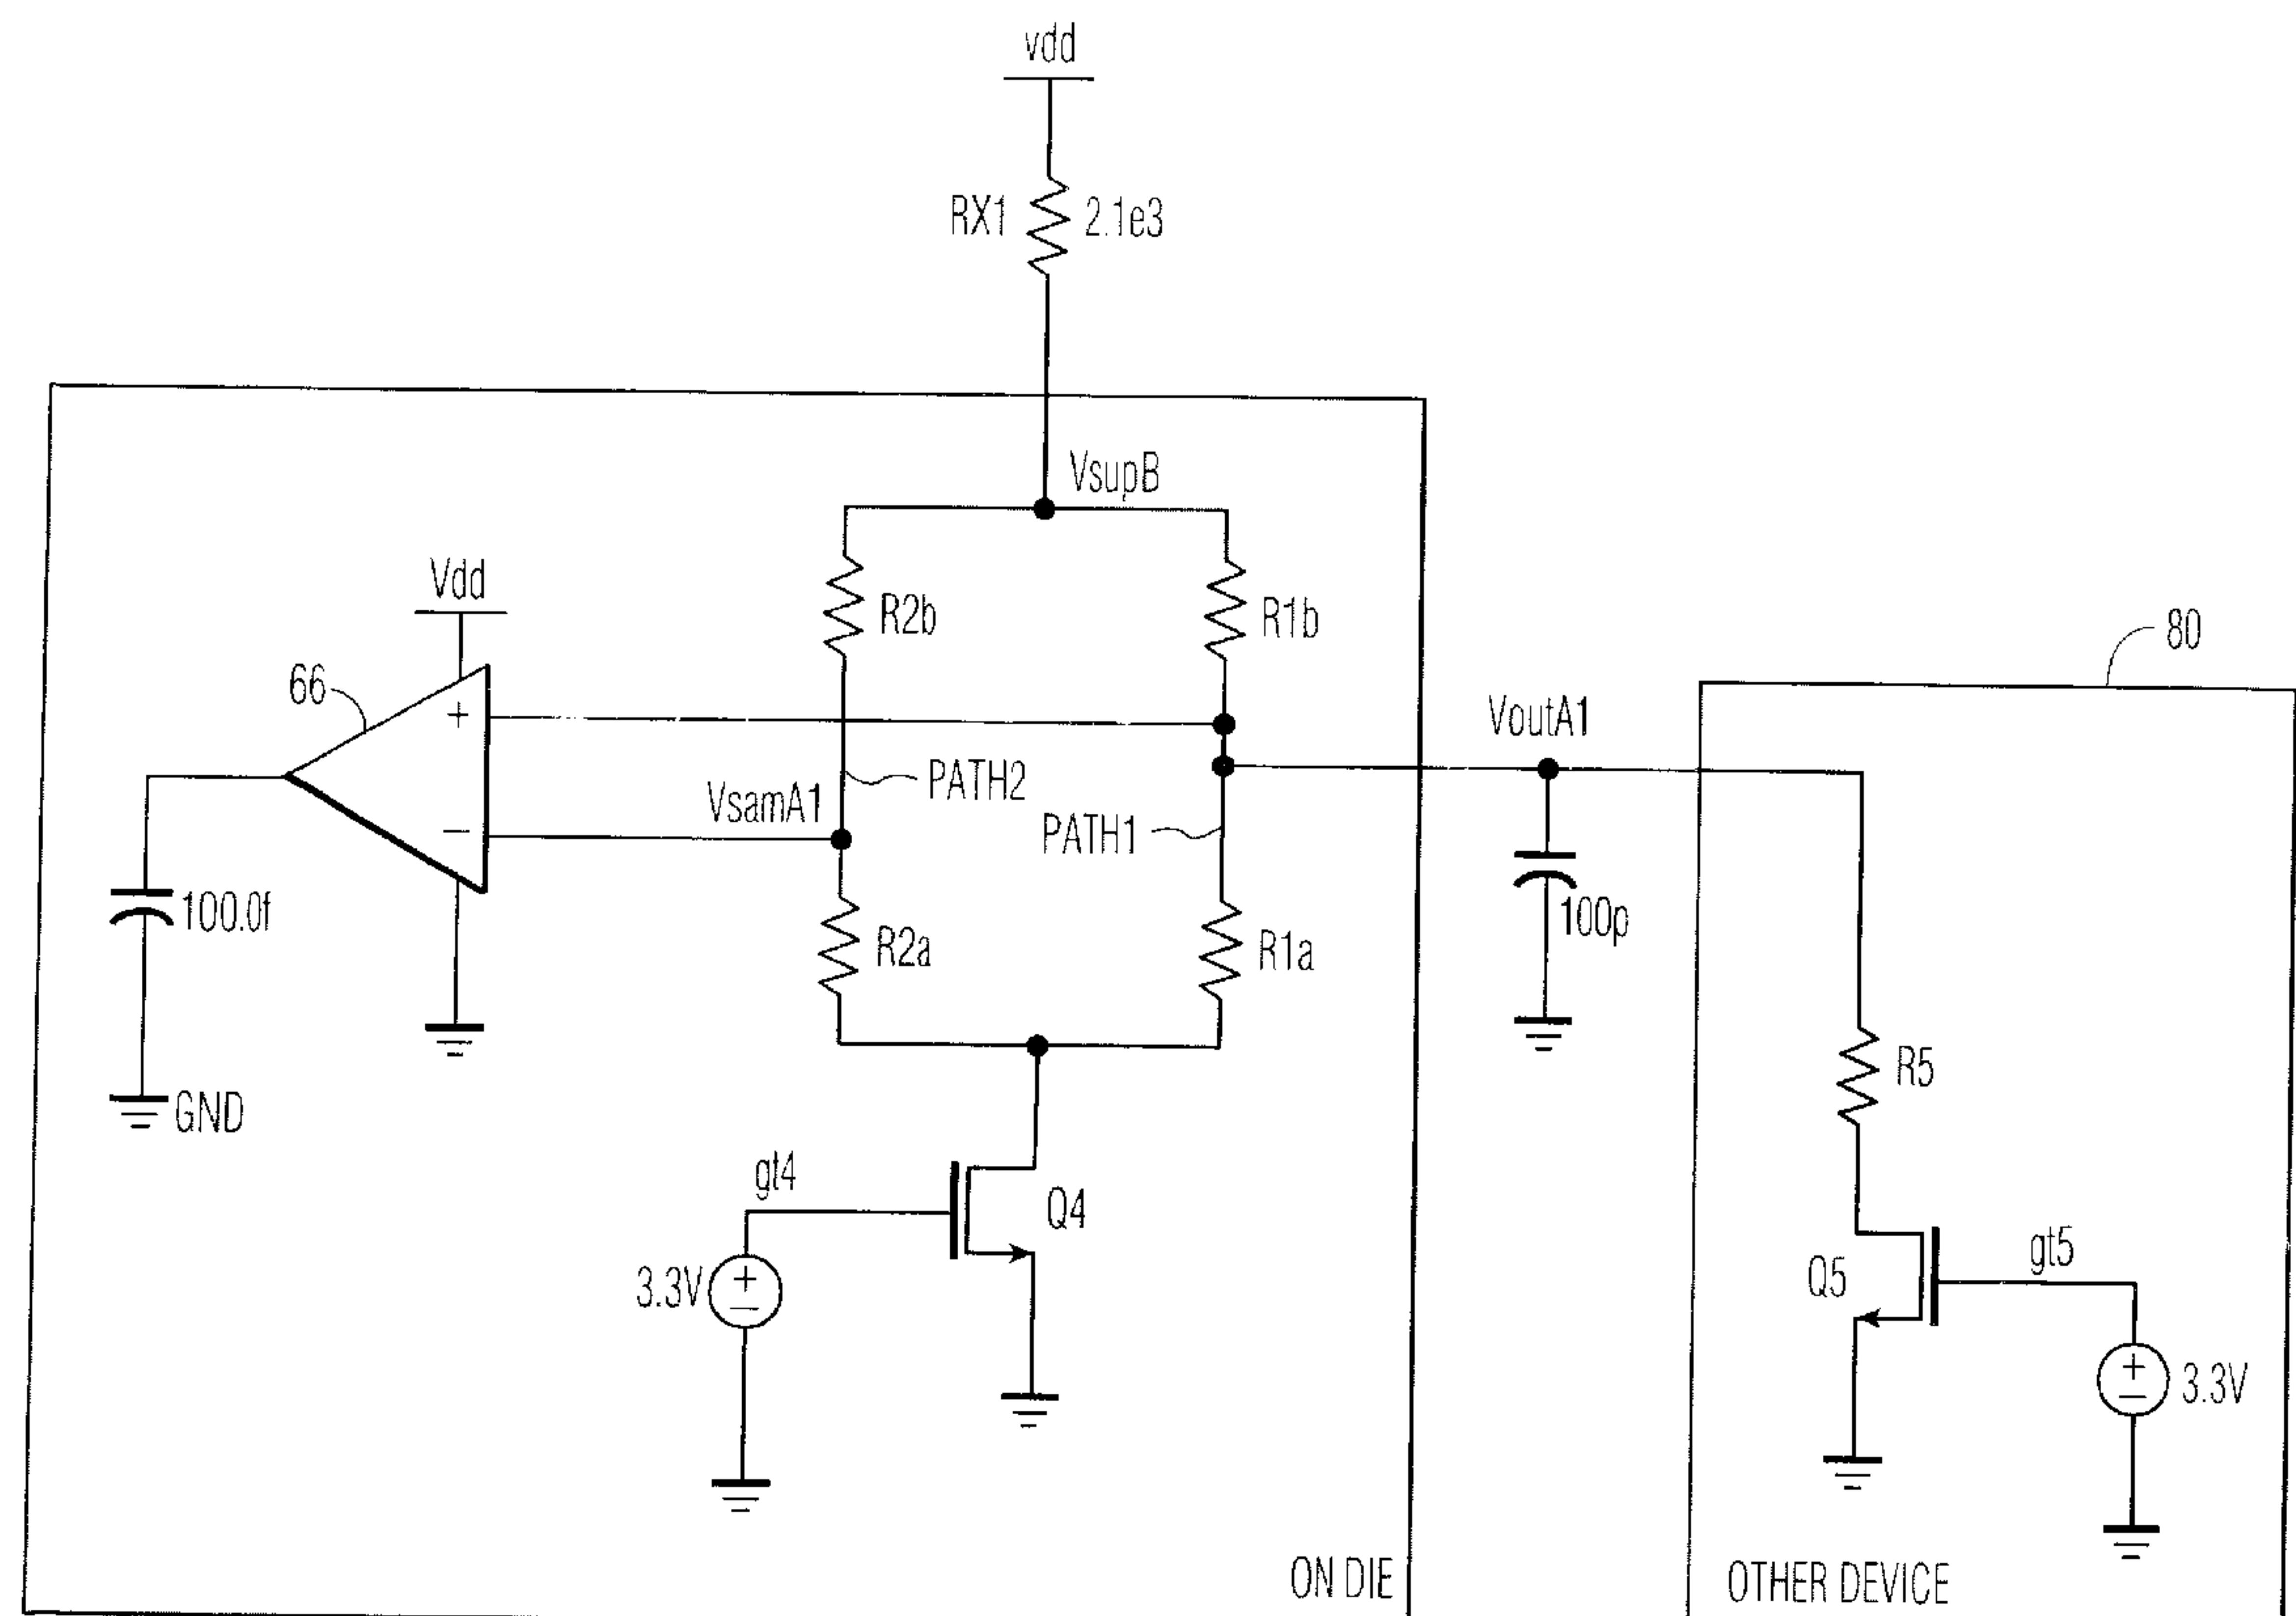 vdd
RX1 2.1e3
VsupB
Vdd
R2b
R1b
80
66
+
VoutA1
PATH2
VsamA1
PATH1
−
100.0f
R2a
R1a
100p
R5
GND
gt4
Q4
gt5
Q5
3.3V
+
−
+
−
3.3V
ON DIE
OTHER DEVICE